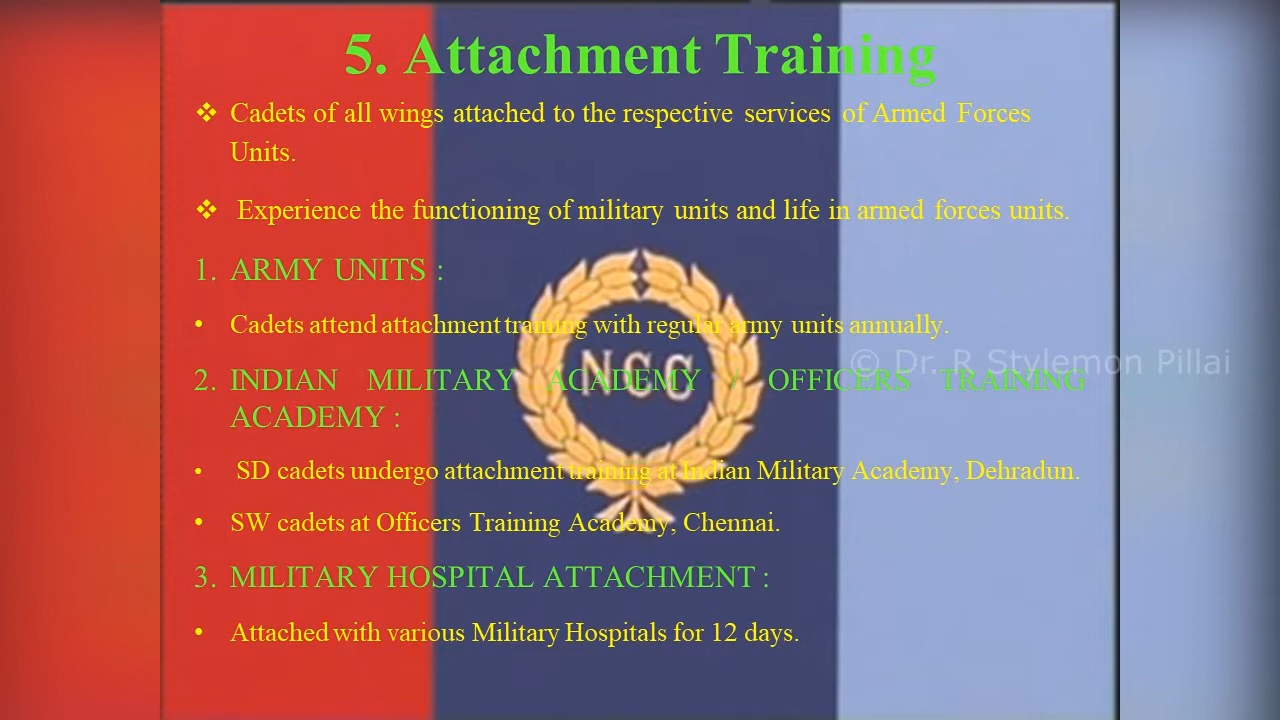 5. Attachment Training
❖ Cadets of all wings attached to the respective services of Armed Forces
Units.
❖ Experience the functioning of military units and life in armed forces units.
1. ARMY UNITS :
• Cadets attend attachment training with regular army units annually.
NCC
© Dr. R Stylemon Pillai
2. INDIAN MILITARY ACADEMY / OFFICERS TRAINING
ACADEMY :
• SD cadets undergo attachment training at Indian Military Academy, Dehradun.
• SW cadets at Officers Training Academy, Chennai.
3. MILITARY HOSPITAL ATTACHMENT :
• Attached with various Military Hospitals for 12 days.